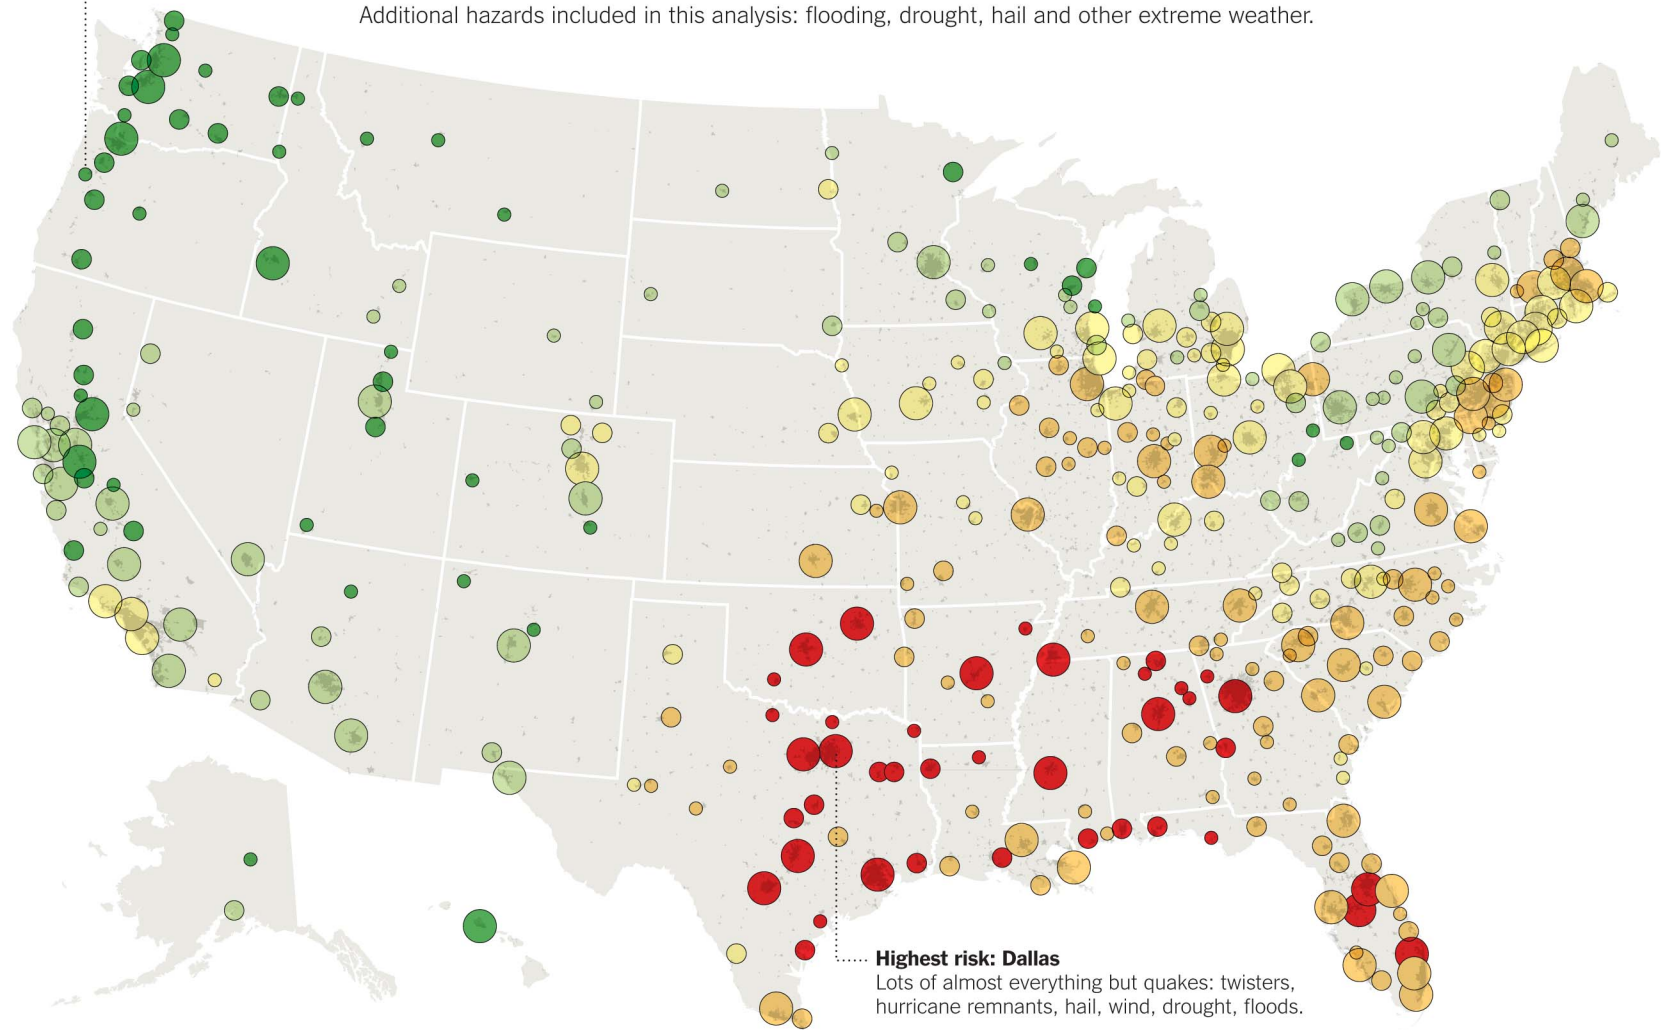 Additional hazards included in this analysis: flooding, drought, hail and other extreme weather.
Highest risk: Dallas
Lots of almost everything but quakes: twisters,
hurricane remnants, hail, wind, drought, floods.